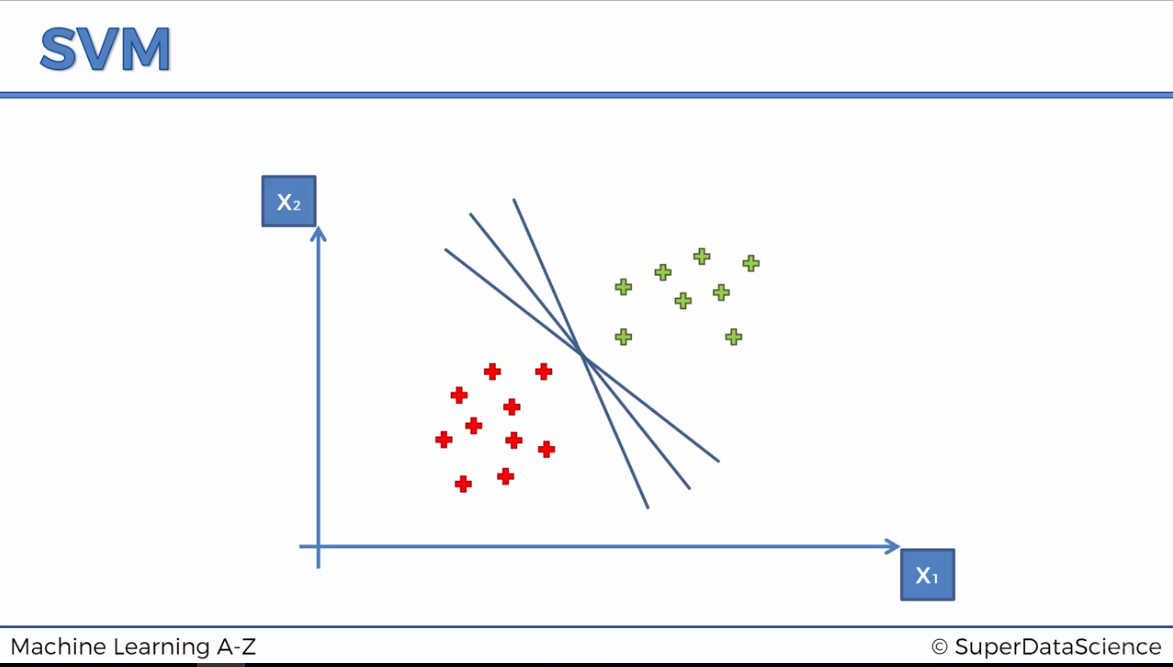 SVM
X₂
X₁
Machine Learning A-Z
© SuperDataScience